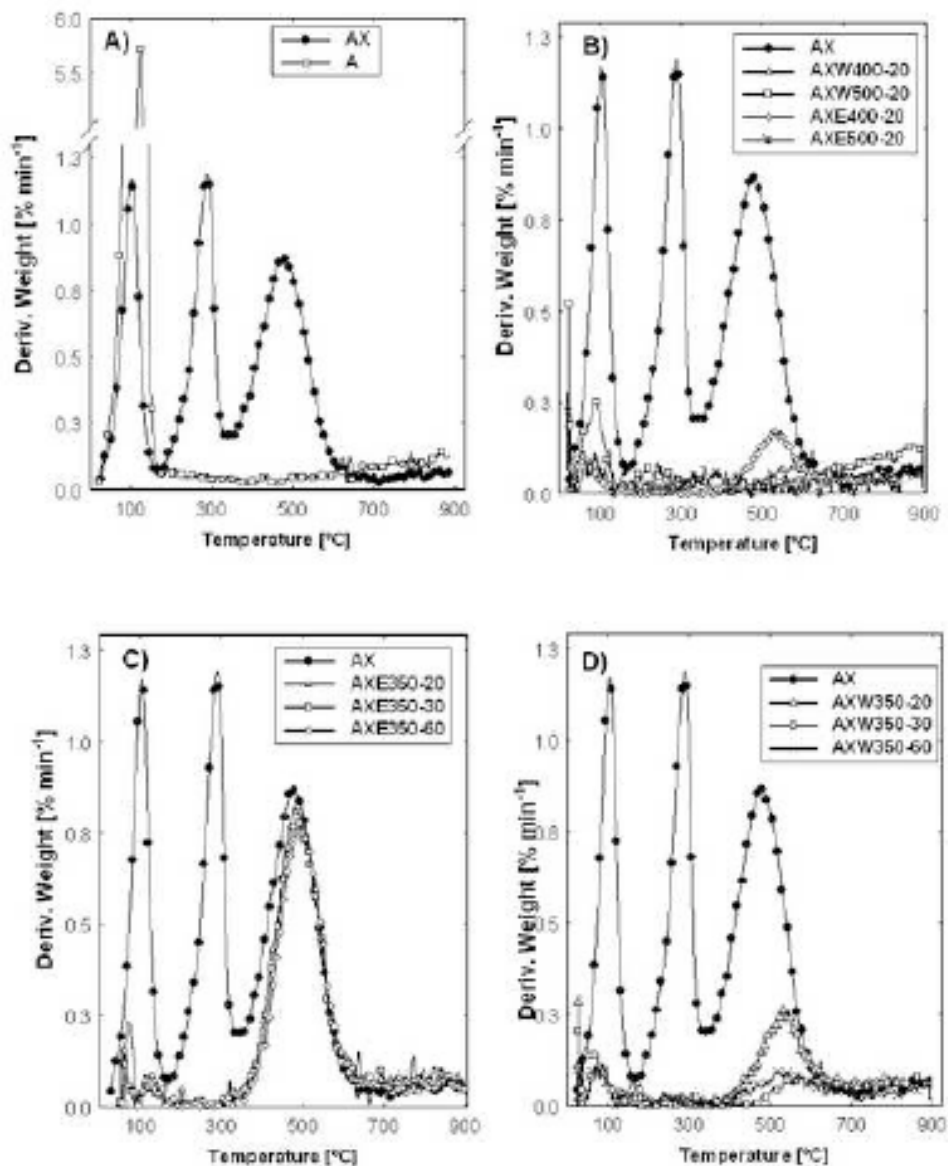 A)
AX
A
6.0
5.5
1.3
1.0
0.8
0.5
0.3
0.0
Deriv. Weight [% min⁻¹]
100 300 500 700 900
Temperature [ºC]
B)
AX
AXW400-20
AXW500-20
AXE400-20
AXE500-20
1.3
1.0
0.8
0.5
0.3
0.0
Deriv. Weight [% min⁻¹]
100 300 500 700 900
Temperature [ºC]
C)
AX
AXE350-20
AXE350-30
AXE350-60
1.3
1.0
0.8
0.5
0.3
0.0
Deriv. Weight [% min⁻¹]
100 300 500 700 900
Temperature [ºC]
D)
AX
AXW350-20
AXW350-30
AXW350-60
1.3
1.0
0.8
0.5
0.3
0.0
Deriv. Weight [% min⁻¹]
100 300 500 700 900
Temperature [ºC]